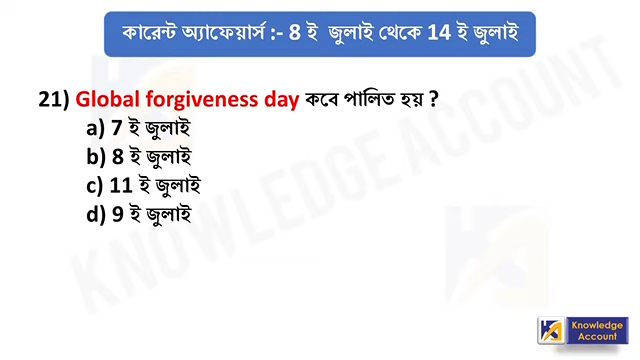 কারেন্ট অ্যাফেয়ার্স :- 8 ই জুলাই থেকে 14 ই জুলাই
21) Global forgiveness day কবে পালিত হয় ?
a) 7 ই জুলাই
b) 8 ই জুলাই
c) 11 ই জুলাই
d) 9 ই জুলাই
KNOWLEDGE ACCOUNT
Knowledge
Account